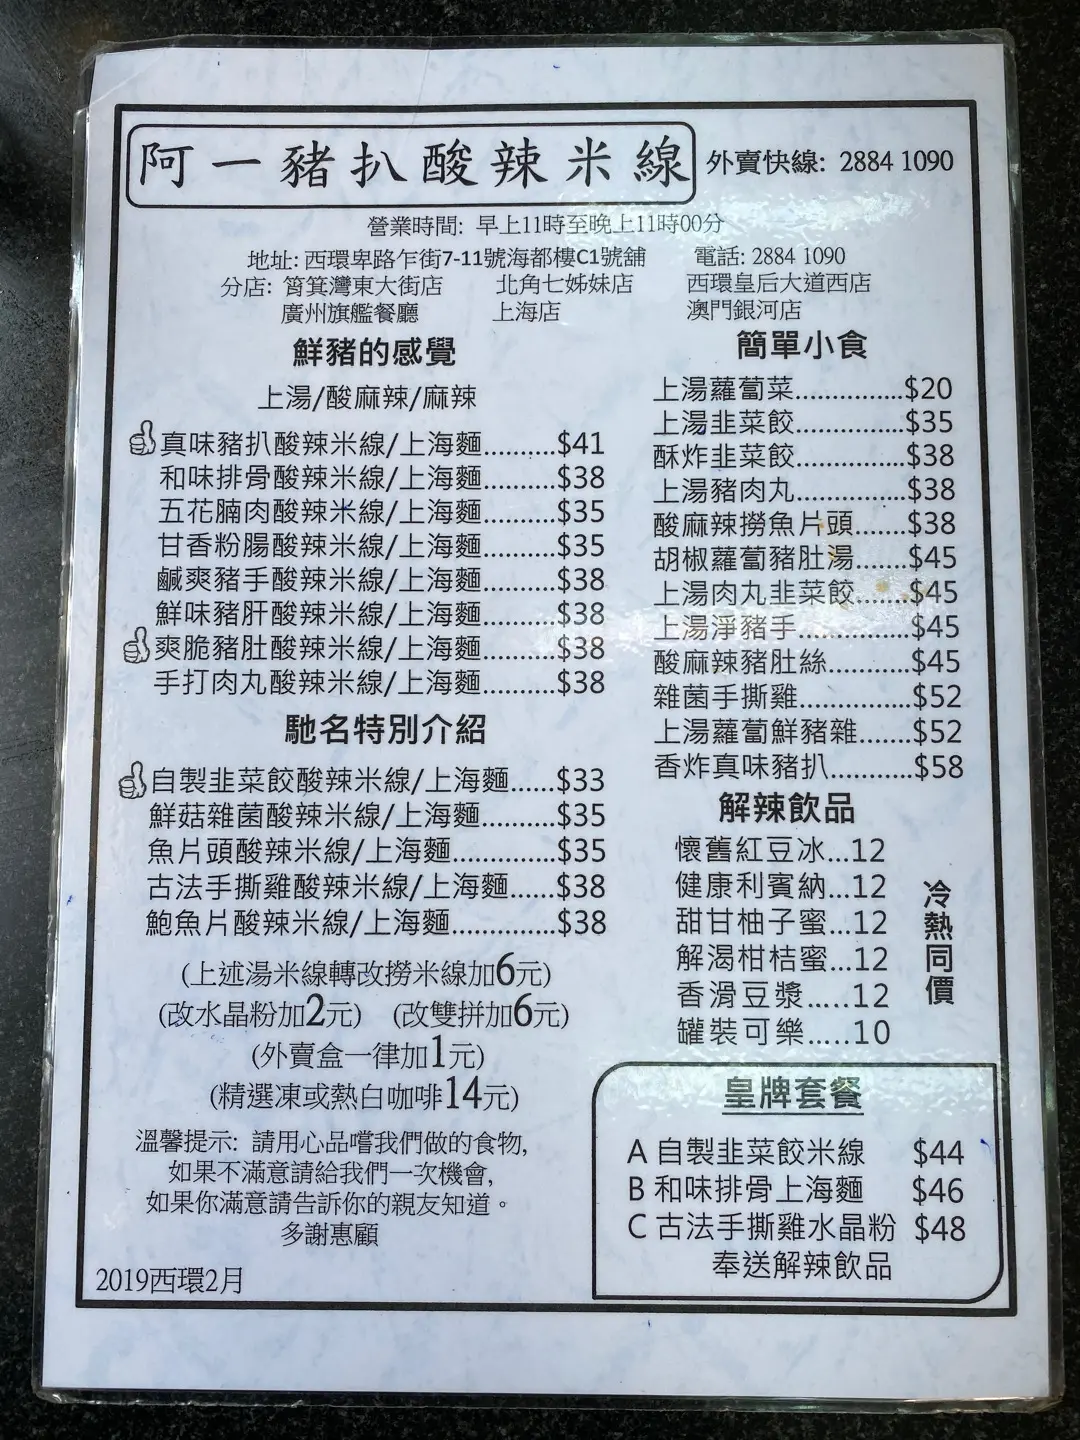 阿一豬扒酸辣米線 外賣快線: 2884 1090
營業時間: 早上11時至晚上11時00分
地址: 西環卑路乍街7-11號海都樓C1號舖 電話: 2884 1090
分店: 筲箕灣東大街店 北角七姊妹店 西環皇后大道西店
廣州旗艦餐廳 上海店 澳門銀河店
鮮豬的感覺
上湯/酸麻辣/麻辣
真味豬扒酸辣米線/上海麵..........$41
和味排骨酸辣米線/上海麵..........$38
五花腩肉酸辣米線/上海麵..........$35
甘香粉腸酸辣米線/上海麵..........$35
鹹爽豬手酸辣米線/上海麵..........$38
鮮味豬肝酸辣米線/上海麵..........$38
爽脆豬肚酸辣米線/上海麵..........$38
手打肉丸酸辣米線/上海麵..........$38
馳名特別介紹
自製韭菜餃酸辣米線/上海麵......$33
鮮菇雜菌酸辣米線/上海麵..........$35
魚片頭酸辣米線/上海麵..............$35
古法手撕雞酸辣米線/上海麵......$38
鮑魚片酸辣米線/上海麵..............$38
(上述湯米線轉改撈米線加6元)
(改水晶粉加2元) (改雙拼加6元)
(外賣盒一律加1元)
(精選凍或熱白咖啡14元)
溫馨提示: 請用心品嚐我們做的食物,
如果不滿意請給我們一次機會,
如果你滿意請告訴你的親友知道。
多謝惠顧
2019西環2月
簡單小食
上湯蘿蔔菜...............$20
上湯韭菜餃...............$35
酥炸韭菜餃...............$38
上湯豬肉丸...............$38
酸麻辣撈魚片頭.......$38
胡椒蘿蔔豬肚湯.......$45
上湯肉丸韭菜餃.......$45
上湯淨豬手...............$45
酸麻辣豬肚絲...........$45
雜菌手撕雞...............$52
上湯蘿蔔鮮豬雜.......$52
香炸真味豬扒...........$58
解辣飲品
懷舊紅豆冰...12
健康利賓納...12
甜甘柚子蜜...12
解渴柑桔蜜...12
香滑豆漿.....12
罐裝可樂.....10
冷熱同價
皇牌套餐
A 自製韭菜餃米線 $44
B 和味排骨上海麵 $46
C 古法手撕雞水晶粉 $48
奉送解辣飲品